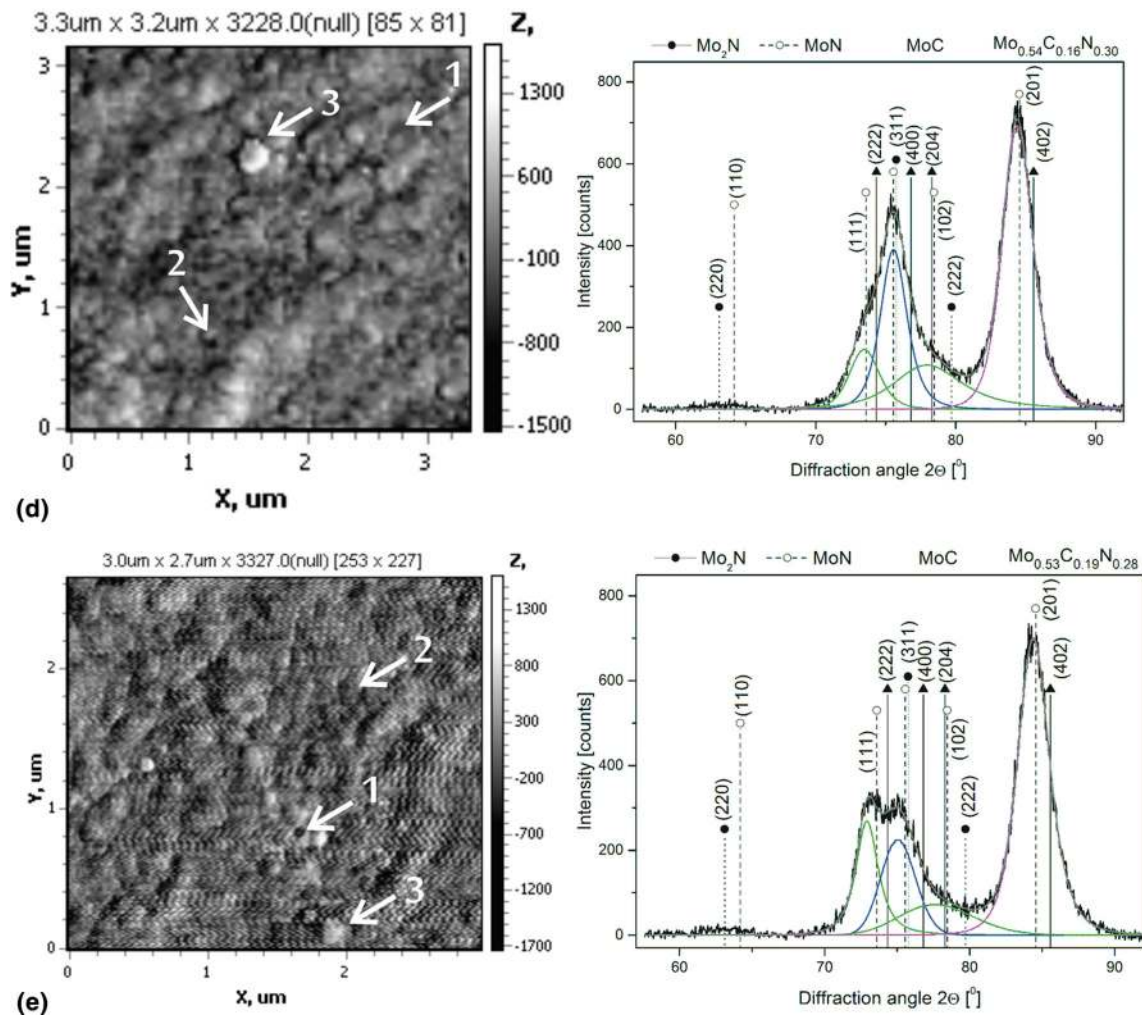 3.3um x 3.2um x 3228.0(null) [85 x 81]
Z,
3
2
1
0
Y, um
1
3
2
1300
600
-100
-800
-1500
0 1 2 3
X, um
(d)
Mo2N MoN MoC Mo0.54C0.16N0.30
800
600
400
200
0
Intensity [counts]
(220)
(110)
(111)
(222)
(311)
(400)
(204)
(102)
(222)
(201)
(402)
60 70 80 90
Diffraction angle 2Θ [0]
3.0um x 2.7um x 3327.0(null) [253 x 227]
Z,
2
1
0
Y, um
2
1
3
1300
800
300
-200
-700
-1200
-1700
0 1 2
X, um
(e)
Mo2N MoN MoC Mo0.53C0.19N0.28
800
600
400
200
0
Intensity [counts]
(220)
(110)
(111)
(222)
(311)
(400)
(204)
(102)
(222)
(201)
(402)
60 70 80 90
Diffraction angle 2Θ [0]